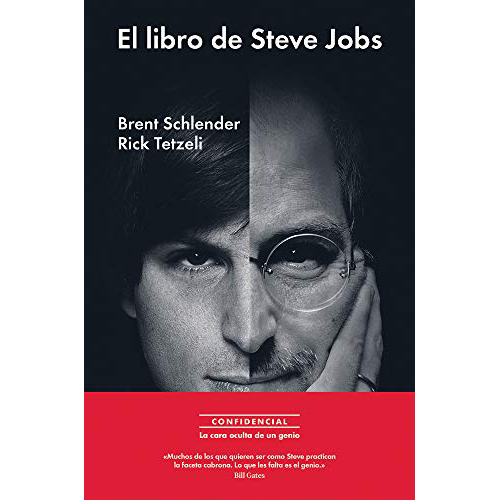 El libro de Steve Jobs
Brent Schlender
Rick Tetzeli
CONFIDENCIAL
La cara oculta de un genio
«Muchos de los que quieren ser como Steve practican
la faceta cabrona. Lo que les falta es el genio.»
Bill Gates